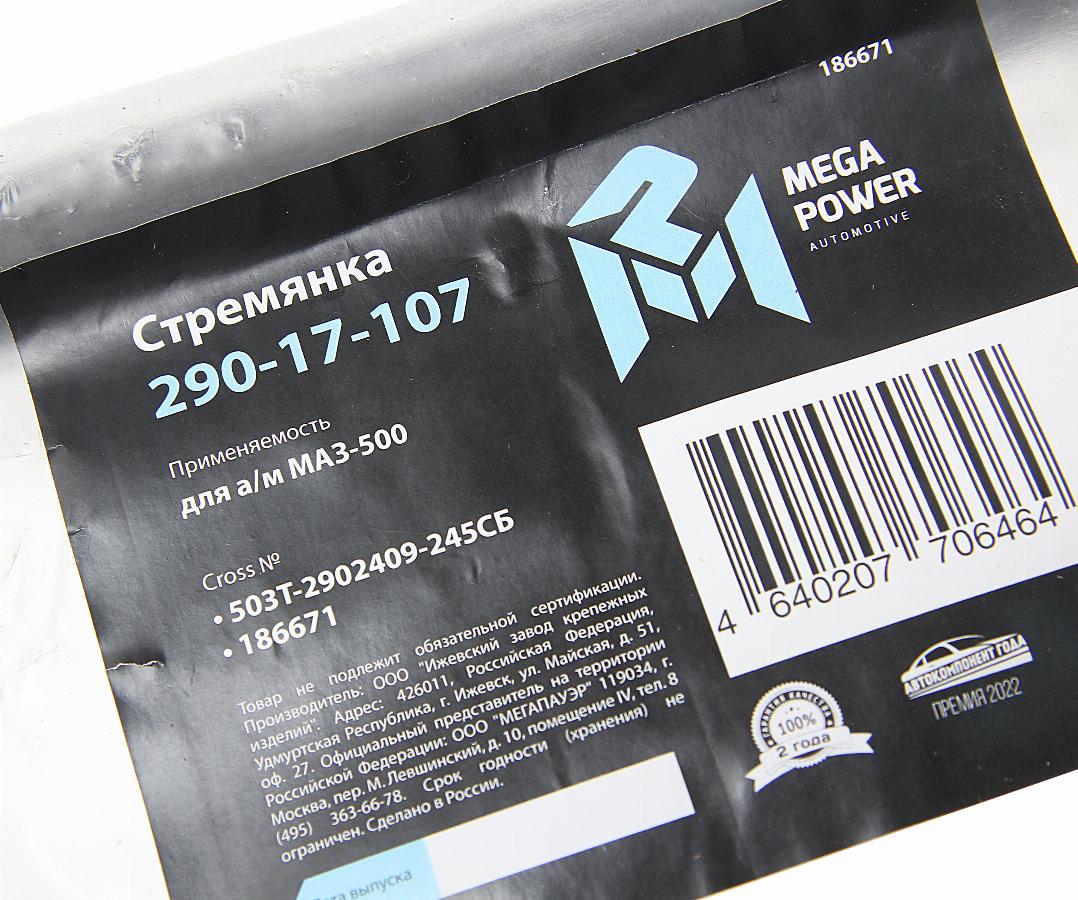 186671
MEGA
POWER
AUTOMOTIVE
Стремянка
290-17-107
Применяемость
для а/м МАЗ-500
Cross №
• 503Т-2902409-245СБ
• 186671
Товар не подлежит обязательной сертификации.
Производитель: ООО "Ижевский завод крепежных
изделий". Адрес: 426011, Российская Федерация,
Удмуртская Республика, г. Ижевск, ул. Майская, д. 51,
оф. 27. Официальный представитель на территории
Российской Федерации: ООО "МЕГАПАУЭР" 119034, г.
Москва, пер. М. Левшинский, д. 10, помещение IV, тел. 8
(495) 363-66-78. Срок годности (хранения) не
ограничен. Сделано в России.
выпуска
4 640207 706464
ГАРАНТИЯ КАЧЕСТВА
100%
2 года
АВТОКОМПОНЕНТ ГОДА
ПРЕМИЯ 2022